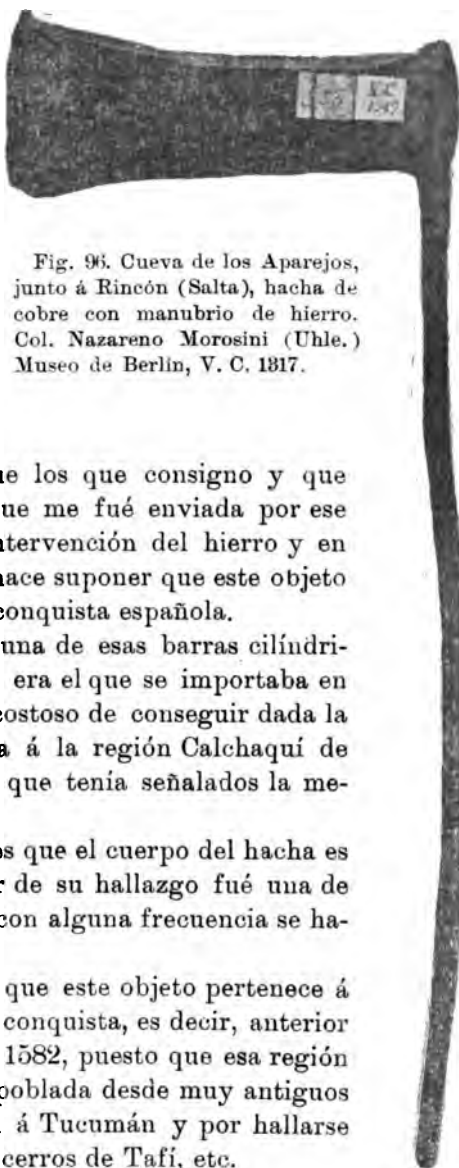 Fig. 96. Cueva de los Aparejos,
junto á Rincón (Salta), hacha de
cobre con manubrio de hierro.
Col. Nazareno Morosini (Uhle.)
Museo de Berlín, V. C. 1317.
los que consigno y que
me fué enviada por ese
del hierro y en
suponer que este objeto
conquista española.
una de esas barras cilíndri-
era el que se importaba en
costoso de conseguir dada la
á la región Calchaquí de
que tenía señalados la me-
que el cuerpo del hacha es
de su hallazgo fué una de
con alguna frecuencia se ha-
que este objeto pertenece á
conquista, es decir, anterior
1582, puesto que esa región
poblada desde muy antiguos
á Tucumán y por hallarse
cerros de Tafí, etc.